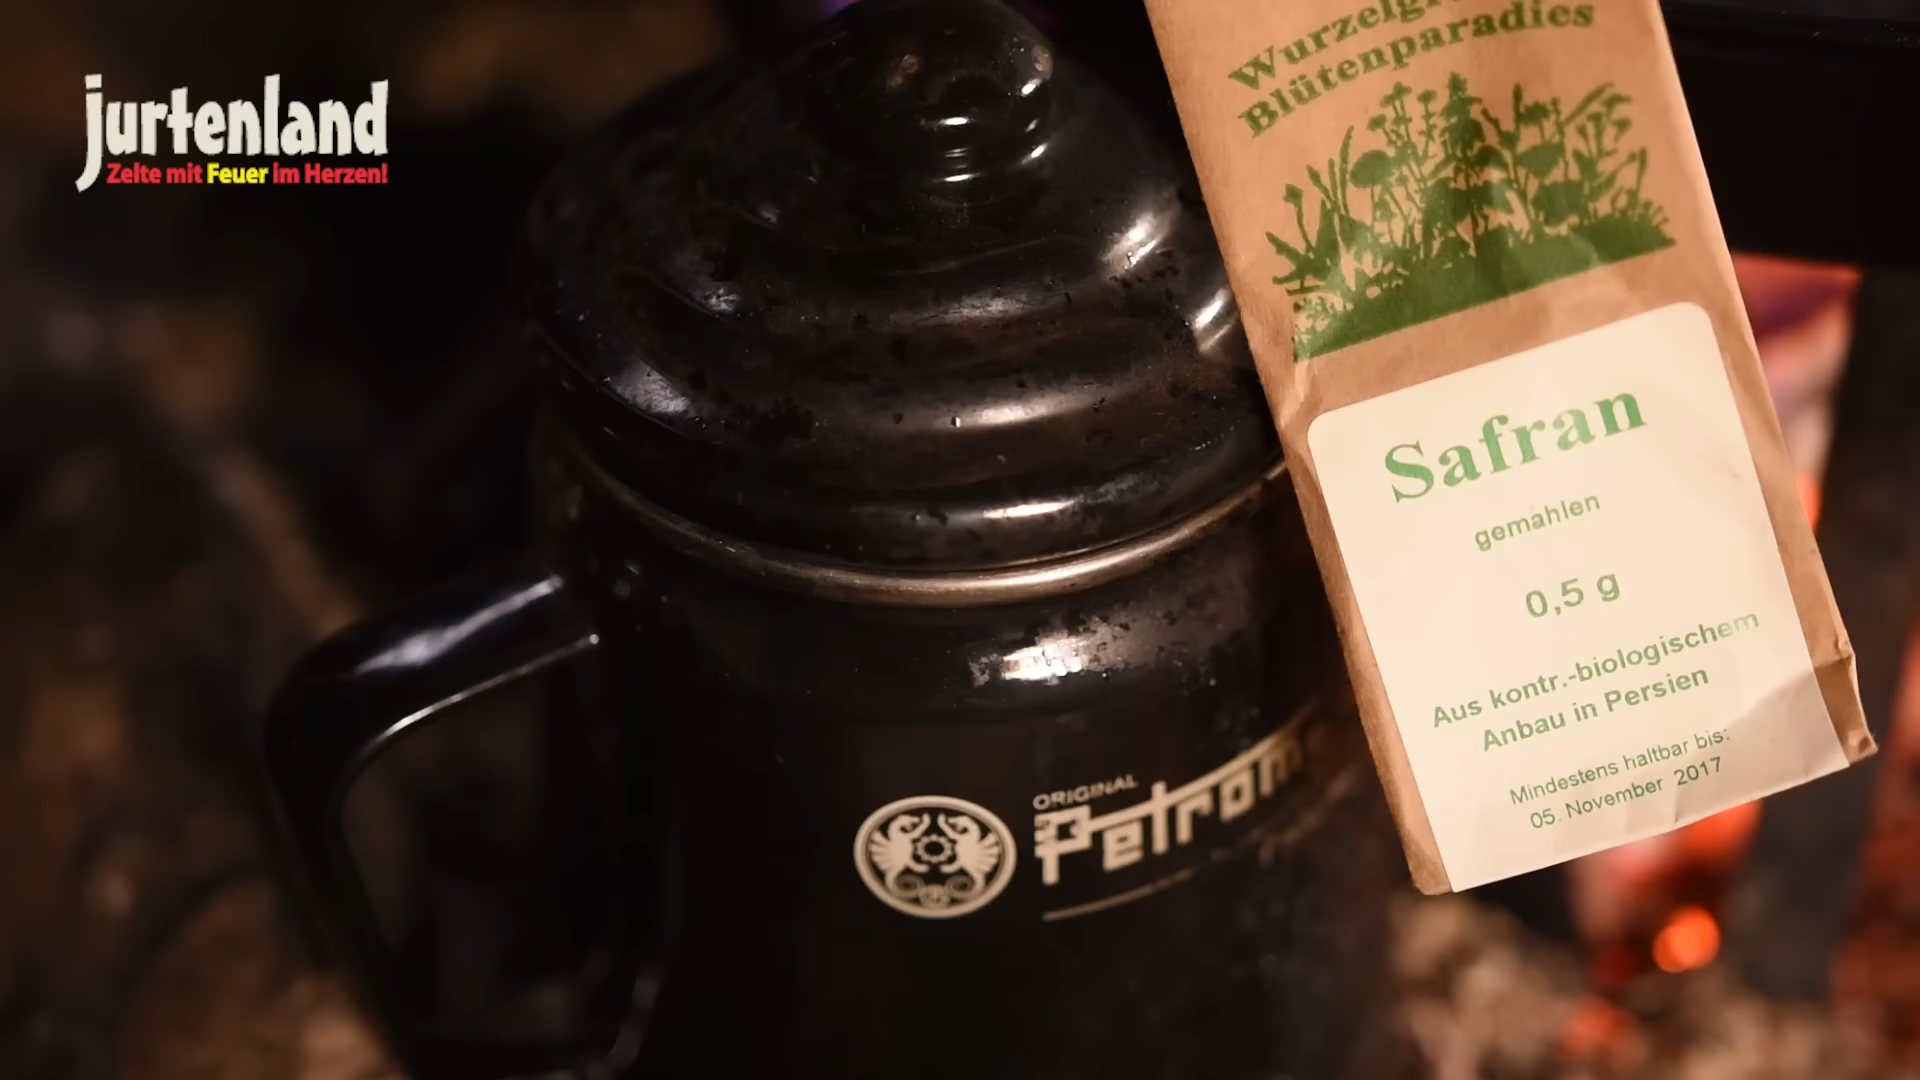 jurtenland
Zelte mit Feuer im Herzen!
Blütenparadies
Safran
gemahlen
0,5 g
Aus kontr.-biologischem
Anbau in Persien
Mindestens haltbar bis:
05. November 2017
ORIGINAL